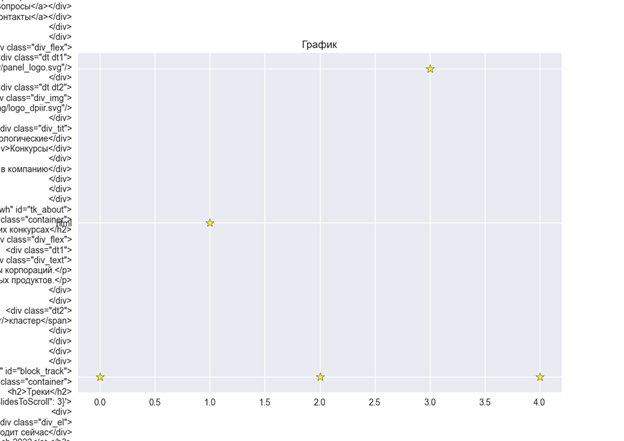 опросы</a></div>
онтакты</a></div>
</div>
</div>
v class="div_flex">
div class="dt dt1">
/panel_logo.svg"/>
</div>
div class="dt dt2">
div class="div_img">
ng/logo_dpiir.svg"/>
</div>
div class="div_tit">
ологические</div>
v>Конкурсы</div>
</div>
в компанию</div>
</div>
</div>
</div>
wh" id="tk_about">
class="container">
их конкурсах</h2>
v class="div_flex">
<div class="dt1">
v class="div_text">
ы корпораций.</p>
ых продуктов.</p>
</div>
</div>
<div class="dt2">
r/>кластер</span>
</div>
</div>
</div>
</div>
" id="block_track">
class="container">
<h2>Треки</h2>
lidesToScroll": 3}'>
<div>
div class="div_el">
одит сейчас</div>
График
0.0 0.5 1.0 1.5 2.0 2.5 3.0 3.5 4.0